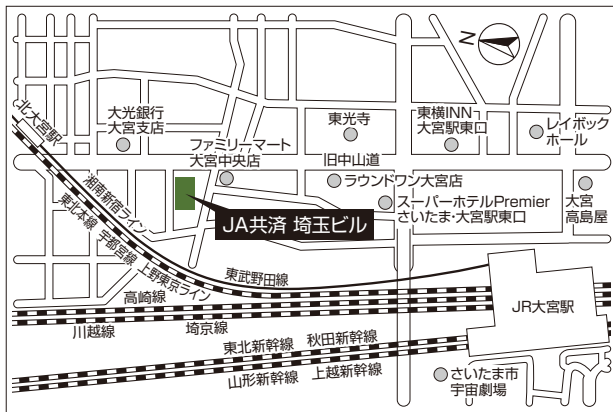 N
北大宮駅
大光銀行
大宮支店
ファミリーマート
大宮中央店
東光寺
東横INN
大宮駅東口
レイボック
ホール
旧中山道
ラウンドワン大宮店
スーパーホテルPremier
さいたま・大宮駅東口
大宮
高島屋
JA共済 埼玉ビル
湘南新宿ライン
東北本線 宇都宮線 上野東京ライン
東武野田線
高崎線
川越線
埼京線
JR大宮駅
東北新幹線 秋田新幹線
山形新幹線 上越新幹線
さいたま市
宇宙劇場